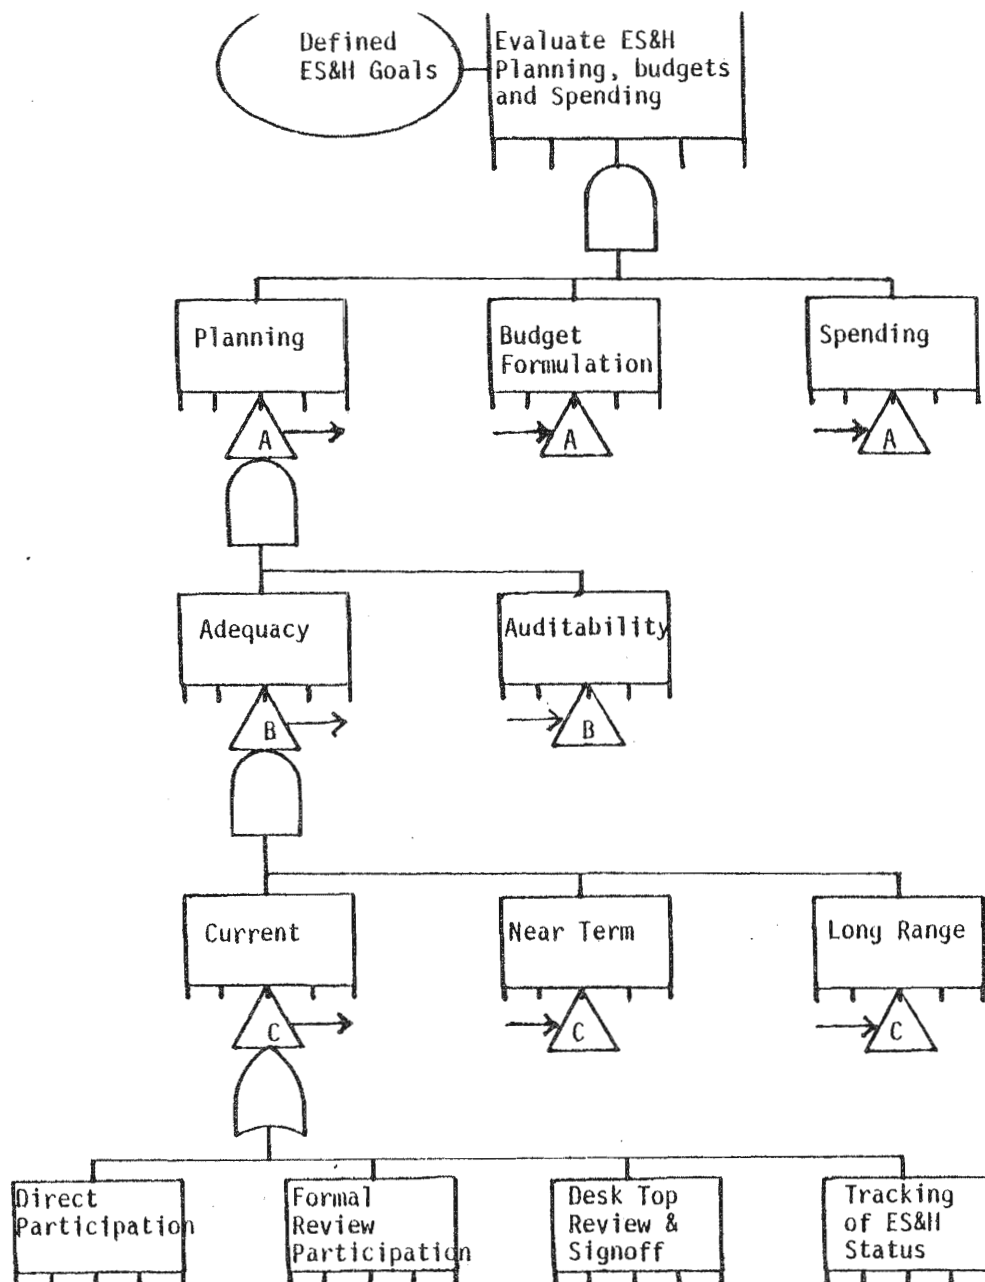 Defined
ES&H Goals
Evaluate ES&H
Planning, budgets
and Spending
Planning
Budget
Formulation
Spending
A
A
A
Adequacy
Auditability
B
B
Current
Near Term
Long Range
C
C
C
Direct
Participation
Formal
Review
Participation
Desk Top
Review &
Signoff
Tracking
of ES&H
Status